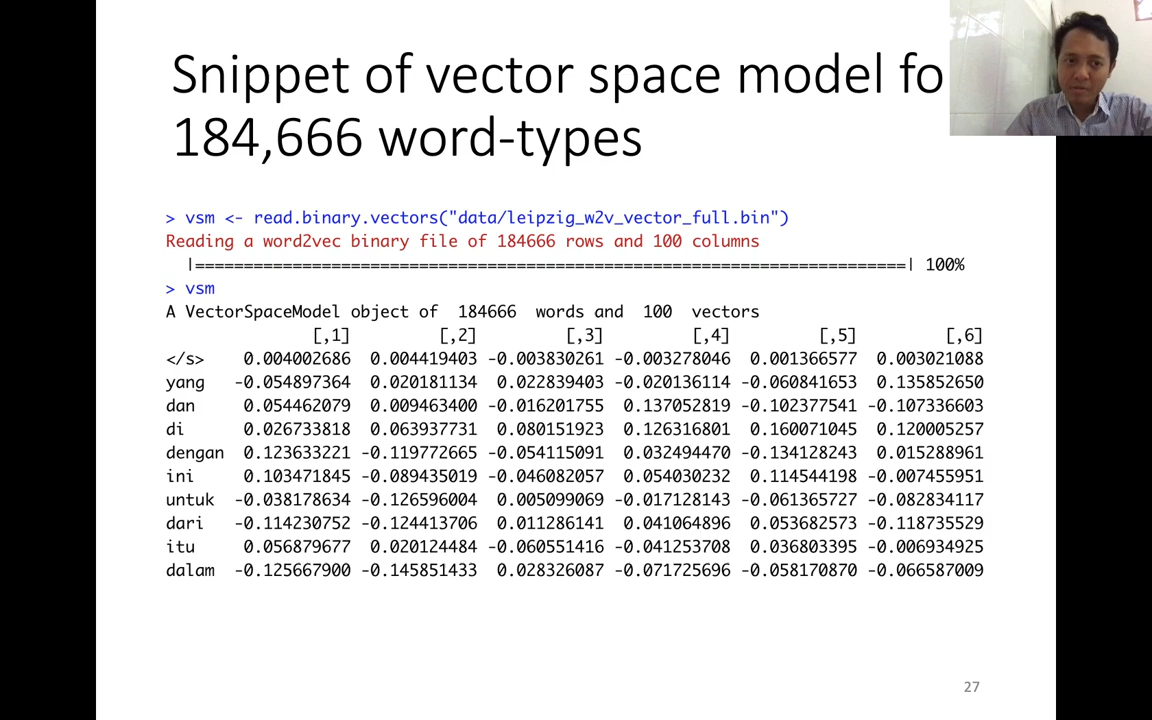 Snippet of vector space model fo
184,666 word-types
> vsm <- read.binary.vectors("data/leipzig_w2v_vector_full.bin")
Reading a word2vec binary file of 184666 rows and 100 columns
|=========================================================================| 100%
> vsm
A VectorSpaceModel object of  184666  words and  100  vectors
[,1] [,2] [,3] [,4] [,5] [,6]
</s> 0.004002686 0.004419403 -0.003830261 -0.003278046 0.001366577 0.003021088
yang -0.054897364 0.020181134 0.022839403 -0.020136114 -0.060841653 0.135852650
dan 0.054462079 0.009463400 -0.016201755 0.137052819 -0.102377541 -0.107336603
di 0.026733818 0.063937731 0.080151923 0.126316801 0.160071045 0.120005257
dengan 0.123633221 -0.119772665 -0.054115091 0.032494470 -0.134128243 0.015288961
ini 0.103471845 -0.089435019 -0.046082057 0.054030232 0.114544198 -0.007455951
untuk -0.038178634 -0.126596004 0.005099069 -0.017128143 -0.061365727 -0.082834117
dari -0.114230752 -0.124413706 0.011286141 0.041064896 0.053682573 -0.118735529
itu 0.056879677 0.020124484 -0.060551416 -0.041253708 0.036803395 -0.006934925
dalam -0.125667900 -0.145851433 0.028326087 -0.071725696 -0.058170870 -0.066587009
27